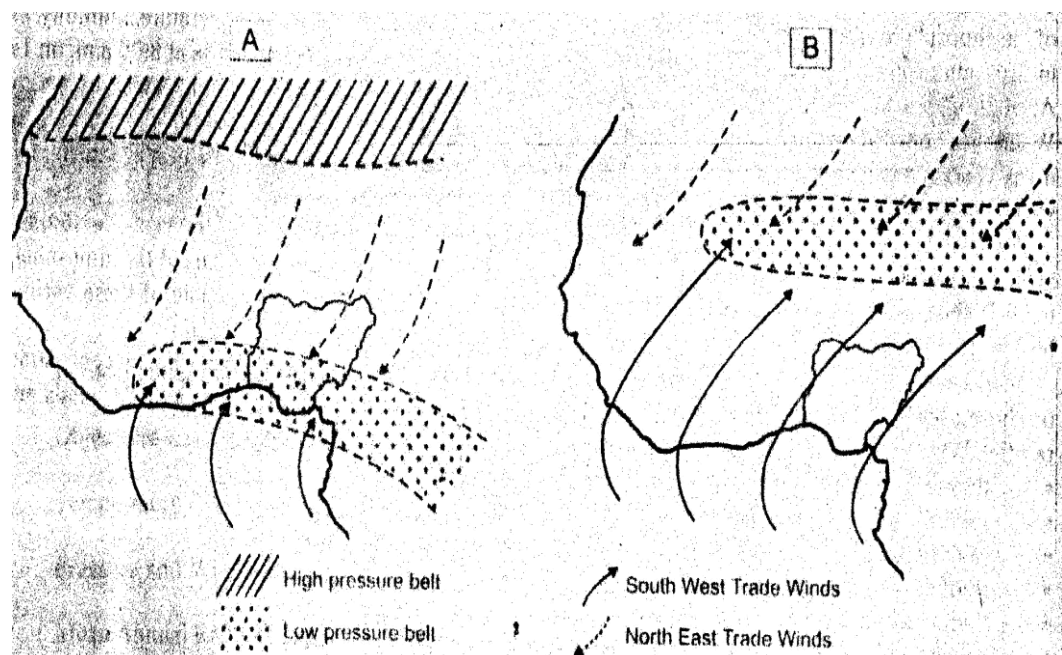 A
B
High pressure belt
Low pressure belt
South West Trade Winds
North East Trade Winds